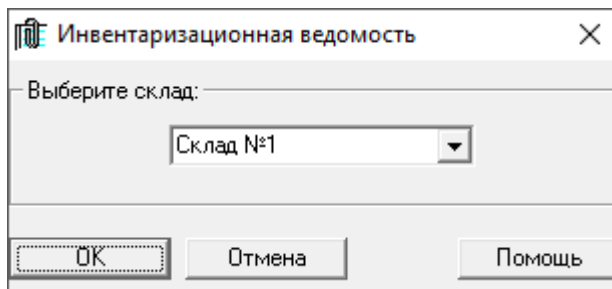 Инвентаризационная ведомость
Выберите склад:
Склад №1
OK
Отмена
Помощь